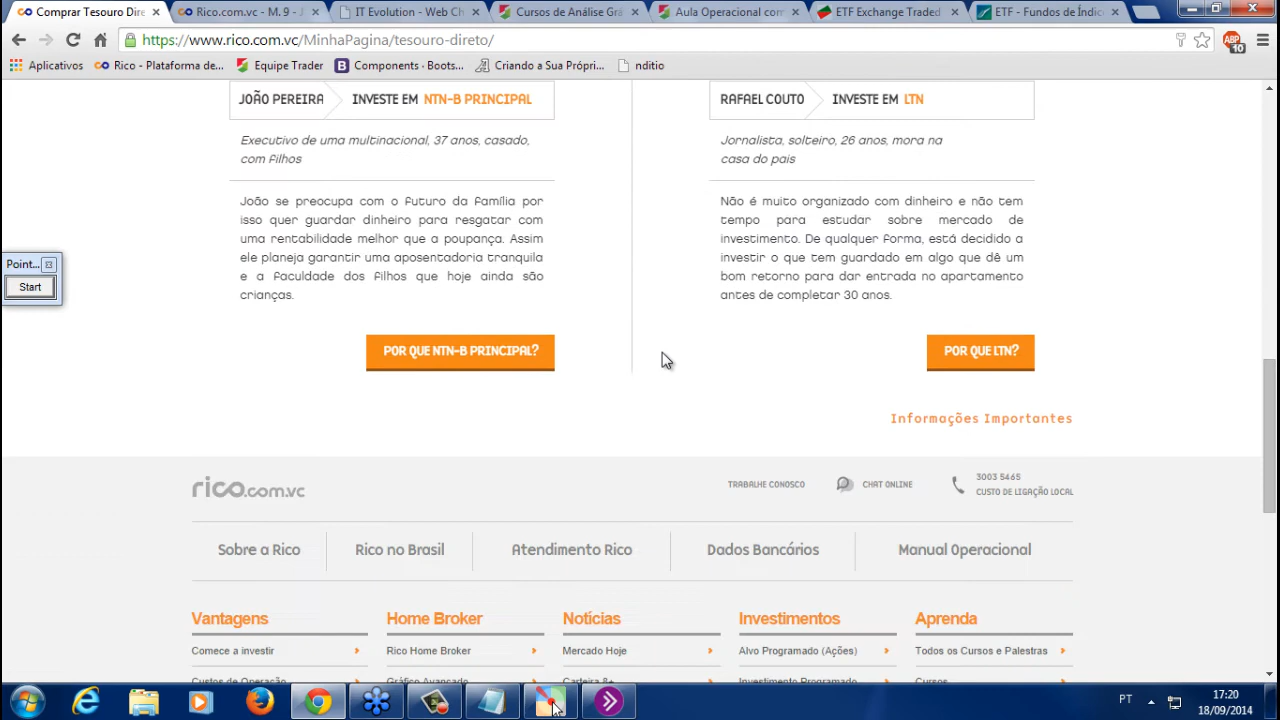 Comprar Tesouro Dire
Rico.com.vc - M. 9 - J
IT Evolution - Web Ch
Cursos de Análise Grá
Aula Operacional com
ETF Exchange Traded
ETF - Fundos de Índic
https://www.rico.com.vc/MinhaPagina/tesouro-direto/
ABP
10
Aplicativos
Rico - Plataforma de...
Equipe Trader
Components · Boots...
Criando a Sua Própri...
nditio
JOÃO PEREIRA INVESTE EM NTN-B PRINCIPAL
Executivo de uma multinacional, 37 anos, casado,
com filhos
João se preocupa com o futuro da família por
isso quer guardar dinheiro para resgatar com
uma rentabilidade melhor que a poupança. Assim
ele planeja garantir uma aposentadoria tranquila
e a faculdade dos filhos que hoje ainda são
crianças.
POR QUE NTN-B PRINCIPAL?
RAFAEL COUTO INVESTE EM LTN
Jornalista, solteiro, 26 anos, mora na
casa do pais
Não é muito organizado com dinheiro e não tem
tempo para estudar sobre mercado de
investimento. De qualquer forma, está decidido a
investir o que tem guardado em algo que dê um
bom retorno para dar entrada no apartamento
antes de completar 30 anos.
POR QUE LTN?
Point...
Start
Informações Importantes
rico.com.vc
TRABALHE CONOSCO
CHAT ONLINE
3003 5465
CUSTO DE LIGAÇÃO LOCAL
Sobre a Rico
Rico no Brasil
Atendimento Rico
Dados Bancários
Manual Operacional
Vantagens
Home Broker
Notícias
Investimentos
Aprenda
Comece a investir
Rico Home Broker
Mercado Hoje
Alvo Programado (Ações)
Todos os Cursos e Palestras
Custos de Operação
Gráfico Avançado
Carteira 8+
Investimento Programado
Cursos
PT
17:20
18/09/2014